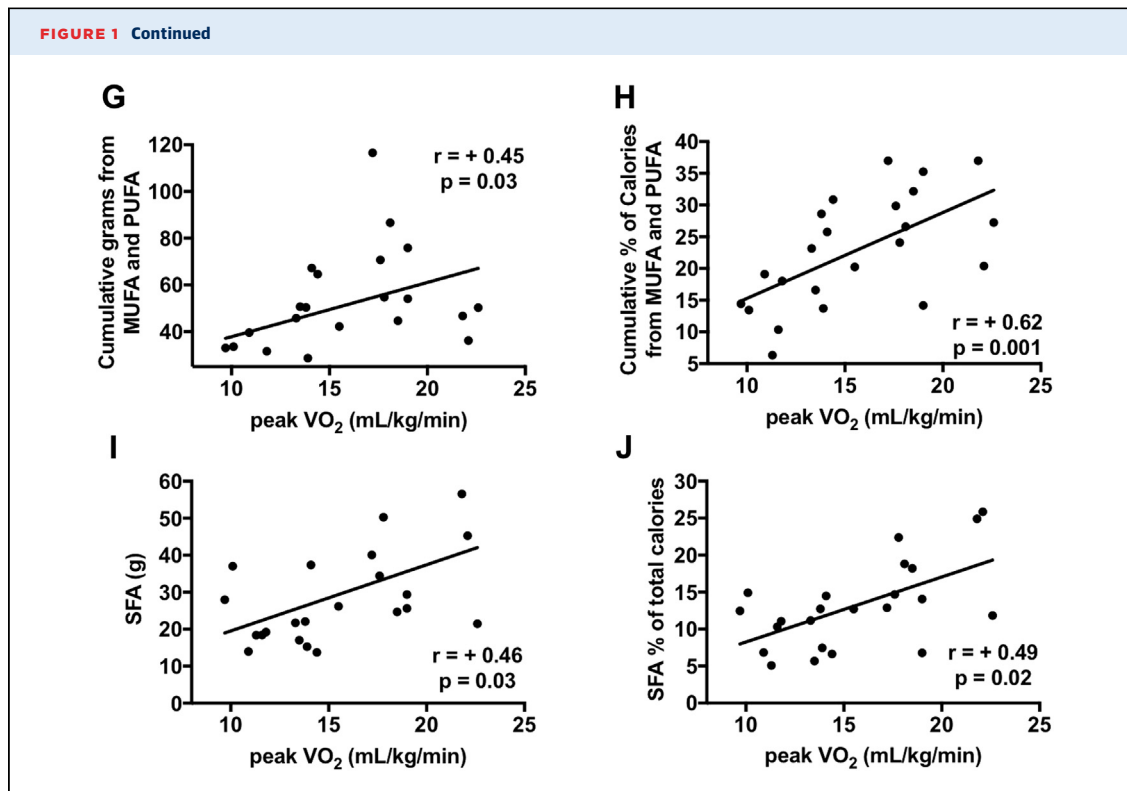 FIGURE 1 Continued
G
Cumulative grams from
MUFA and PUFA
120
100
80
60
40
r = + 0.45
p = 0.03
10 15 20 25
peak VO₂ (mL/kg/min)
H
Cumulative % of Calories
from MUFA and PUFA
40
35
30
25
20
15
10
5
r = + 0.62
p = 0.001
10 15 20 25
peak VO₂ (mL/kg/min)
I
SFA (g)
60
50
40
30
20
10
0
r = + 0.46
p = 0.03
10 15 20 25
peak VO₂ (mL/kg/min)
J
SFA % of total calories
30
25
20
15
10
5
0
r = + 0.49
p = 0.02
10 15 20 25
peak VO₂ (mL/kg/min)